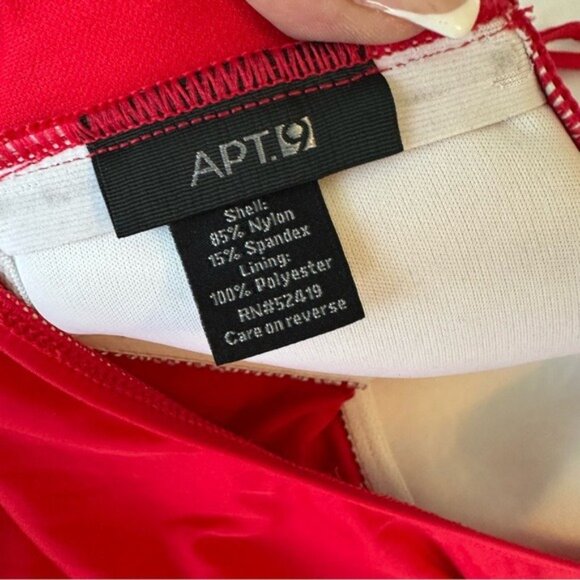 APT.9
Shell:
85% Nylon
15% Spandex
Lining:
100% Polyester
RN#52419
Care on reverse